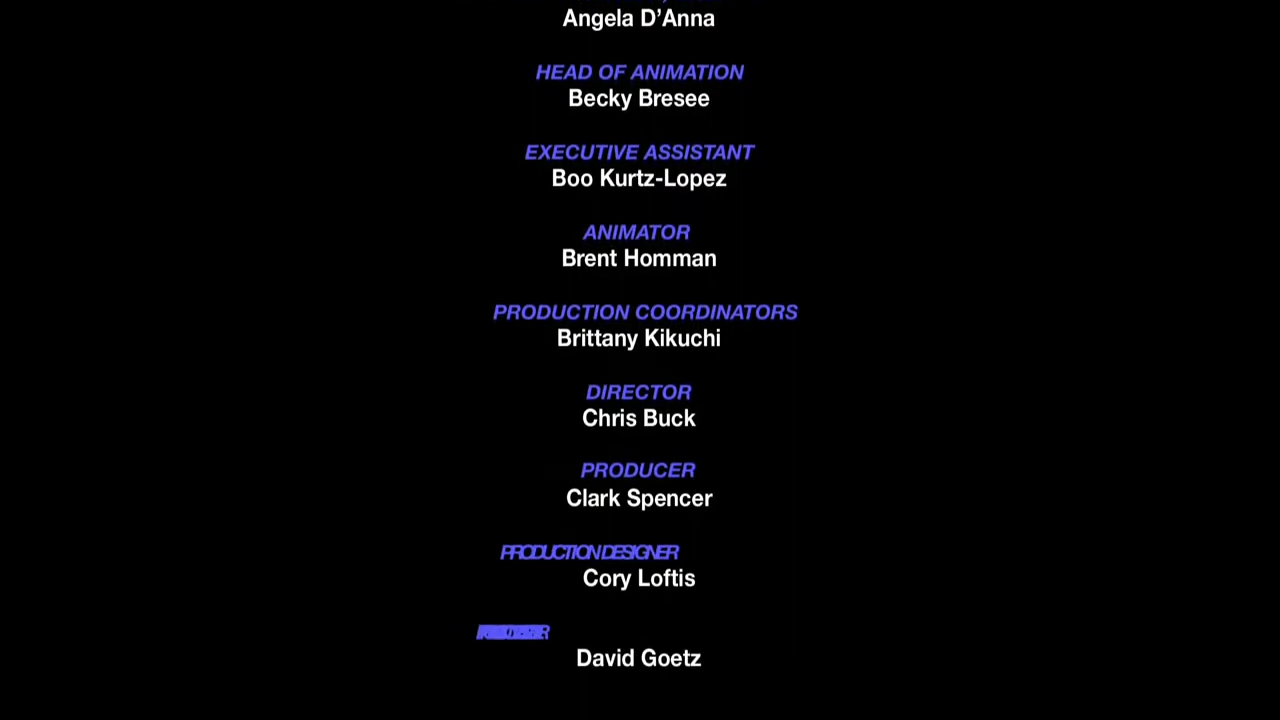 Angela D’Anna
HEAD OF ANIMATION
Becky Bresee
EXECUTIVE ASSISTANT
Boo Kurtz-Lopez
ANIMATOR
Brent Homman
PRODUCTION COORDINATORS
Brittany Kikuchi
DIRECTOR
Chris Buck
PRODUCER
Clark Spencer
PRODUCTION DESIGNER
Cory Loftis
David Goetz